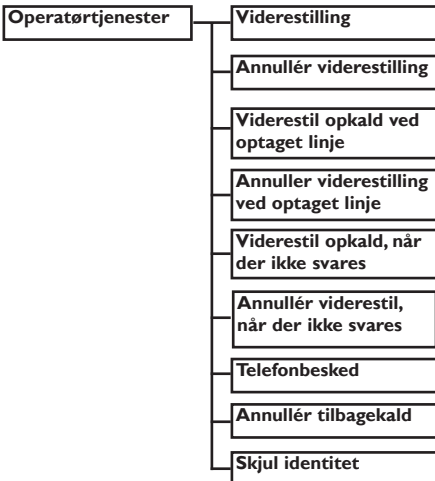 Operatørtjenester
Viderestilling
Annullér viderestilling
Viderestil opkald ved
optaget linje
Annuller viderestilling
ved optaget linje
Viderestil opkald, når
der ikke svares
Annullér viderestil,
når der ikke svares
Telefonbesked
Annullér tilbagekald
Skjul identitet